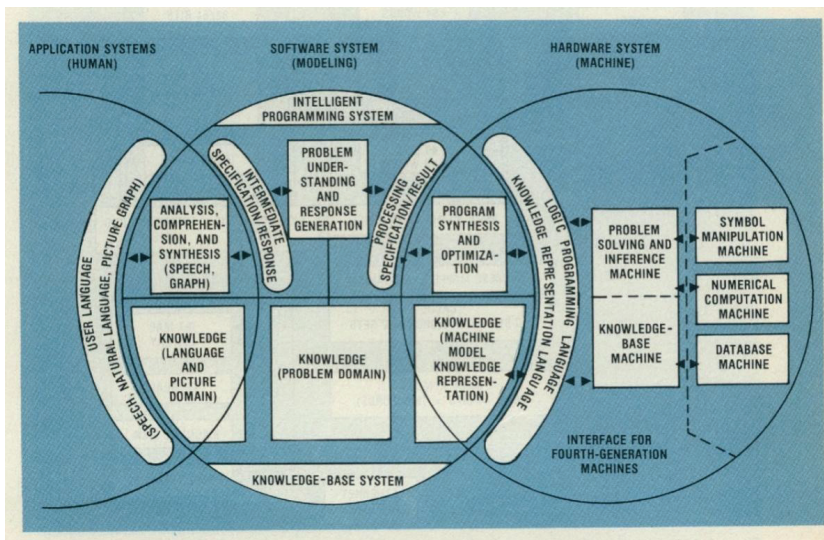 APPLICATION SYSTEMS
(HUMAN)
SOFTWARE SYSTEM
(MODELING)
HARDWARE SYSTEM
(MACHINE)
INTELLIGENT
PROGRAMMING SYSTEM
USER LANGUAGE
(SPEECH, NATURAL LANGUAGE, PICTURE GRAPH)
ANALYSIS,
COMPREHEN-
SION, AND
SYNTHESIS
(SPEECH,
GRAPH)
INTERMEDIATE
SPECIFICATION/RESPONSE
PROBLEM
UNDER-
STANDING
AND
RESPONSE
GENERATION
PROCESSING
SPECIFICATION/RESULT
PROGRAM
SYNTHESIS
AND
OPTIMIZA-
TION
LOGIC PROGRAMMING LANGUAGE
KNOWLEDGE REPRESENTATION LANGUAGE
PROBLEM
SOLVING AND
INFERENCE
MACHINE
SYMBOL
MANIPULATION
MACHINE
NUMERICAL
COMPUTATION
MACHINE
KNOWLEDGE
(LANGUAGE
AND
PICTURE
DOMAIN)
KNOWLEDGE
(PROBLEM DOMAIN)
KNOWLEDGE
(MACHINE
MODEL
KNOWLEDGE
REPRESEN-
TATION)
KNOWLEDGE-
BASE
MACHINE
DATABASE
MACHINE
INTERFACE FOR
FOURTH-GENERATION
MACHINES
KNOWLEDGE-BASE SYSTEM